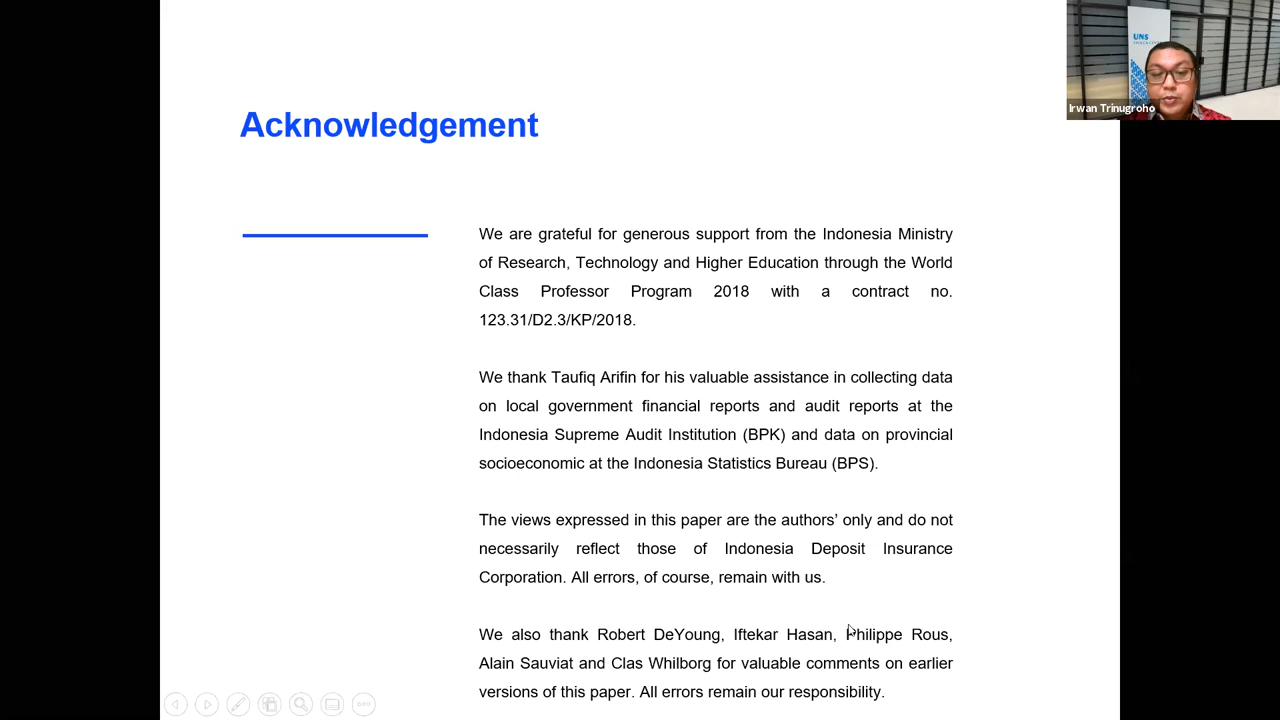 UNS
Irwan Trinugroho
Acknowledgement
We are grateful for generous support from the Indonesia Ministry
of Research, Technology and Higher Education through the World
Class Professor Program 2018 with a contract no.
123.31/D2.3/KP/2018.
We thank Taufiq Arifin for his valuable assistance in collecting data
on local government financial reports and audit reports at the
Indonesia Supreme Audit Institution (BPK) and data on provincial
socioeconomic at the Indonesia Statistics Bureau (BPS).
The views expressed in this paper are the authors’ only and do not
necessarily reflect those of Indonesia Deposit Insurance
Corporation. All errors, of course, remain with us.
We also thank Robert DeYoung, Iftekar Hasan, Philippe Rous,
Alain Sauviat and Clas Whilborg for valuable comments on earlier
versions of this paper. All errors remain our responsibility.